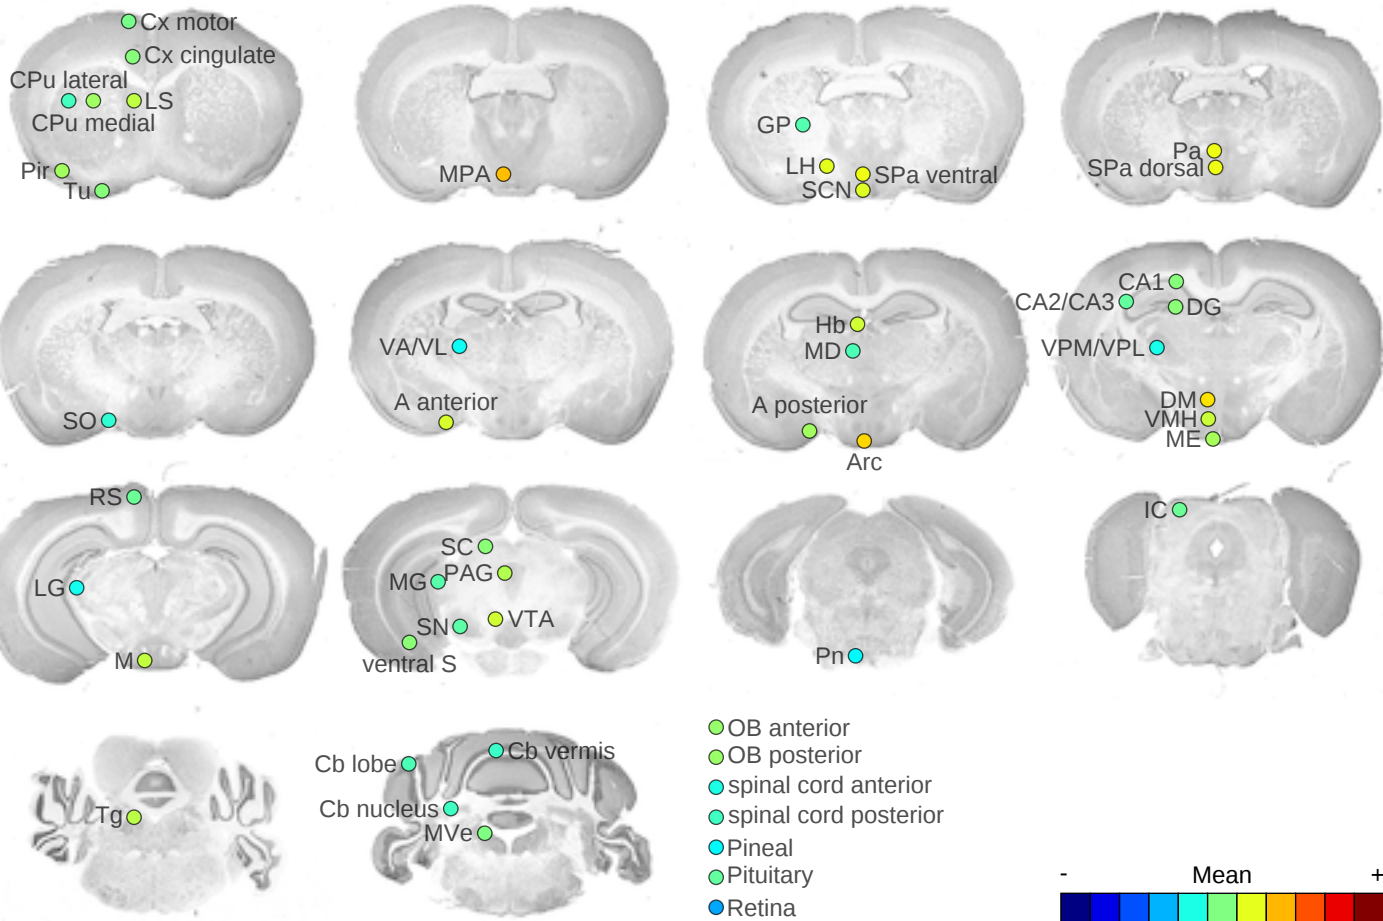 Cx motor
Cx cingulate
CPu lateral
LS
CPu medial
Pir
Tu
MPA
GP
LH
SPa ventral
SCN
Pa
SPa dorsal
SO
VA/VL
A anterior
Hb
MD
A posterior
Arc
CA1
CA2/CA3
DG
VPM/VPL
DM
VMH
ME
RS
LG
M
SC
PAG
MG
SN
VTA
ventral S
Pn
IC
Tg
Cb vermis
Cb lobe
Cb nucleus
MVe
OB anterior
OB posterior
spinal cord anterior
spinal cord posterior
Pineal
Pituitary
Retina
- Mean +